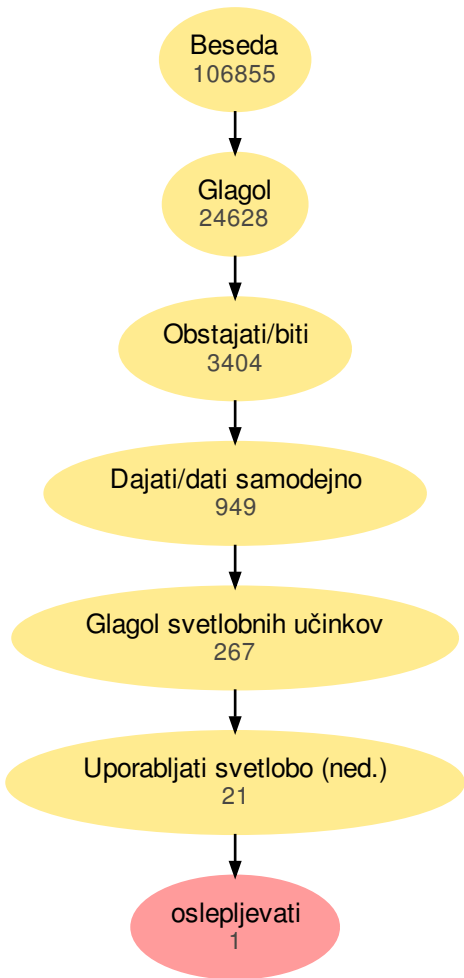 Beseda
106855
Glagol
24628
Obstajati/biti
3404
Dajati/dati samodejno
949
Glagol svetlobnih učinkov
267
Uporabljati svetlobo (ned.)
21
oslepljevati
1